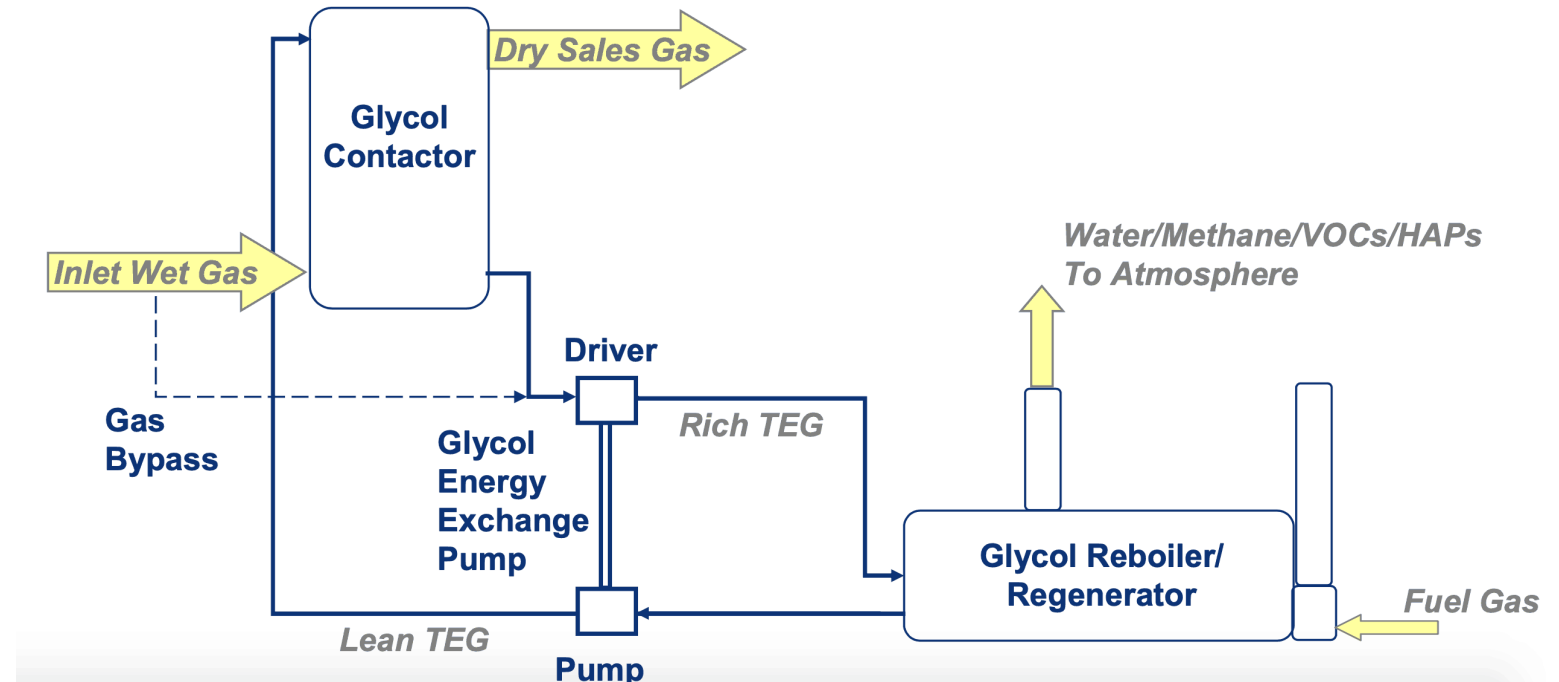 Dry Sales Gas
Glycol
Contactor
Inlet Wet Gas
Water/Methane/VOCs/HAPs
To Atmosphere
Driver
Gas
Bypass
Rich TEG
Glycol
Energy
Exchange
Pump
Glycol Reboiler/
Regenerator
Fuel Gas
Lean TEG
Pump